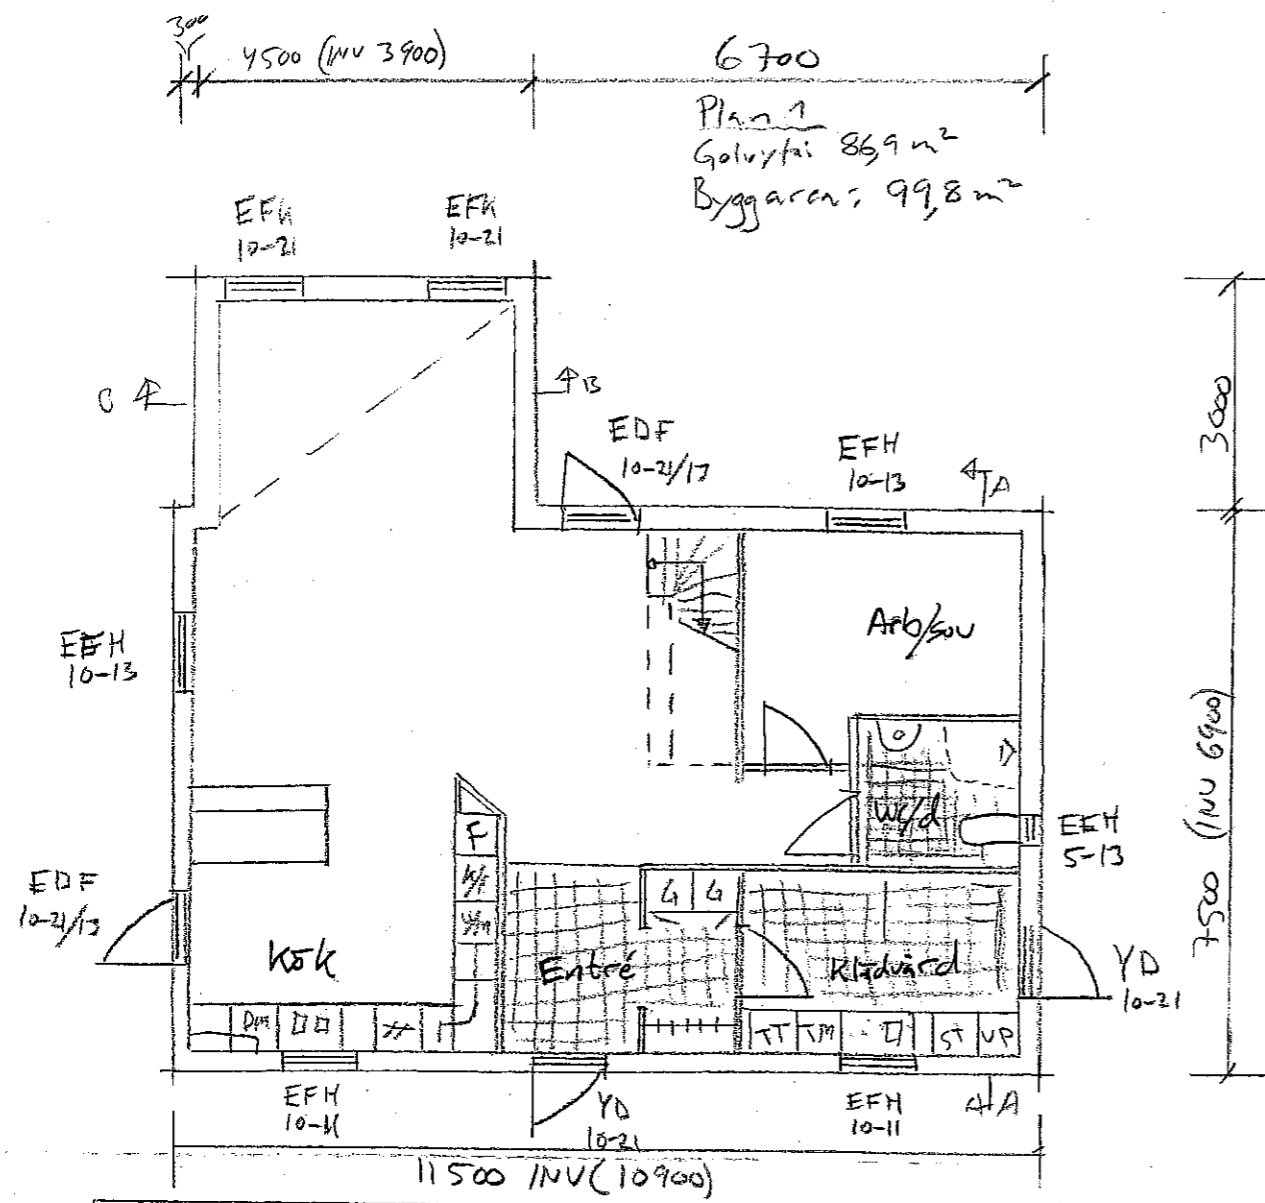 300
4500 (INV 3900)
6700
Plan 1
Golvyta: 86,9 m²
Byggarea: 99,8 m²
EFH
10-21
EFH
10-21
C
B
EDF
10-21/13
EFH
10-13
A
3000
Arb/sov
EFH
10-13
D
WC/d
EFH
5-13
7500 (INV 6900)
F
K/F
U/M
G G
EDF
10-21/13
Kök
Entré
Klädvård
YD
10-21
DM
TT TM ST VP
EFH
10-11
YD
10-21
EFH
10-11
A
11500 INV(10900)